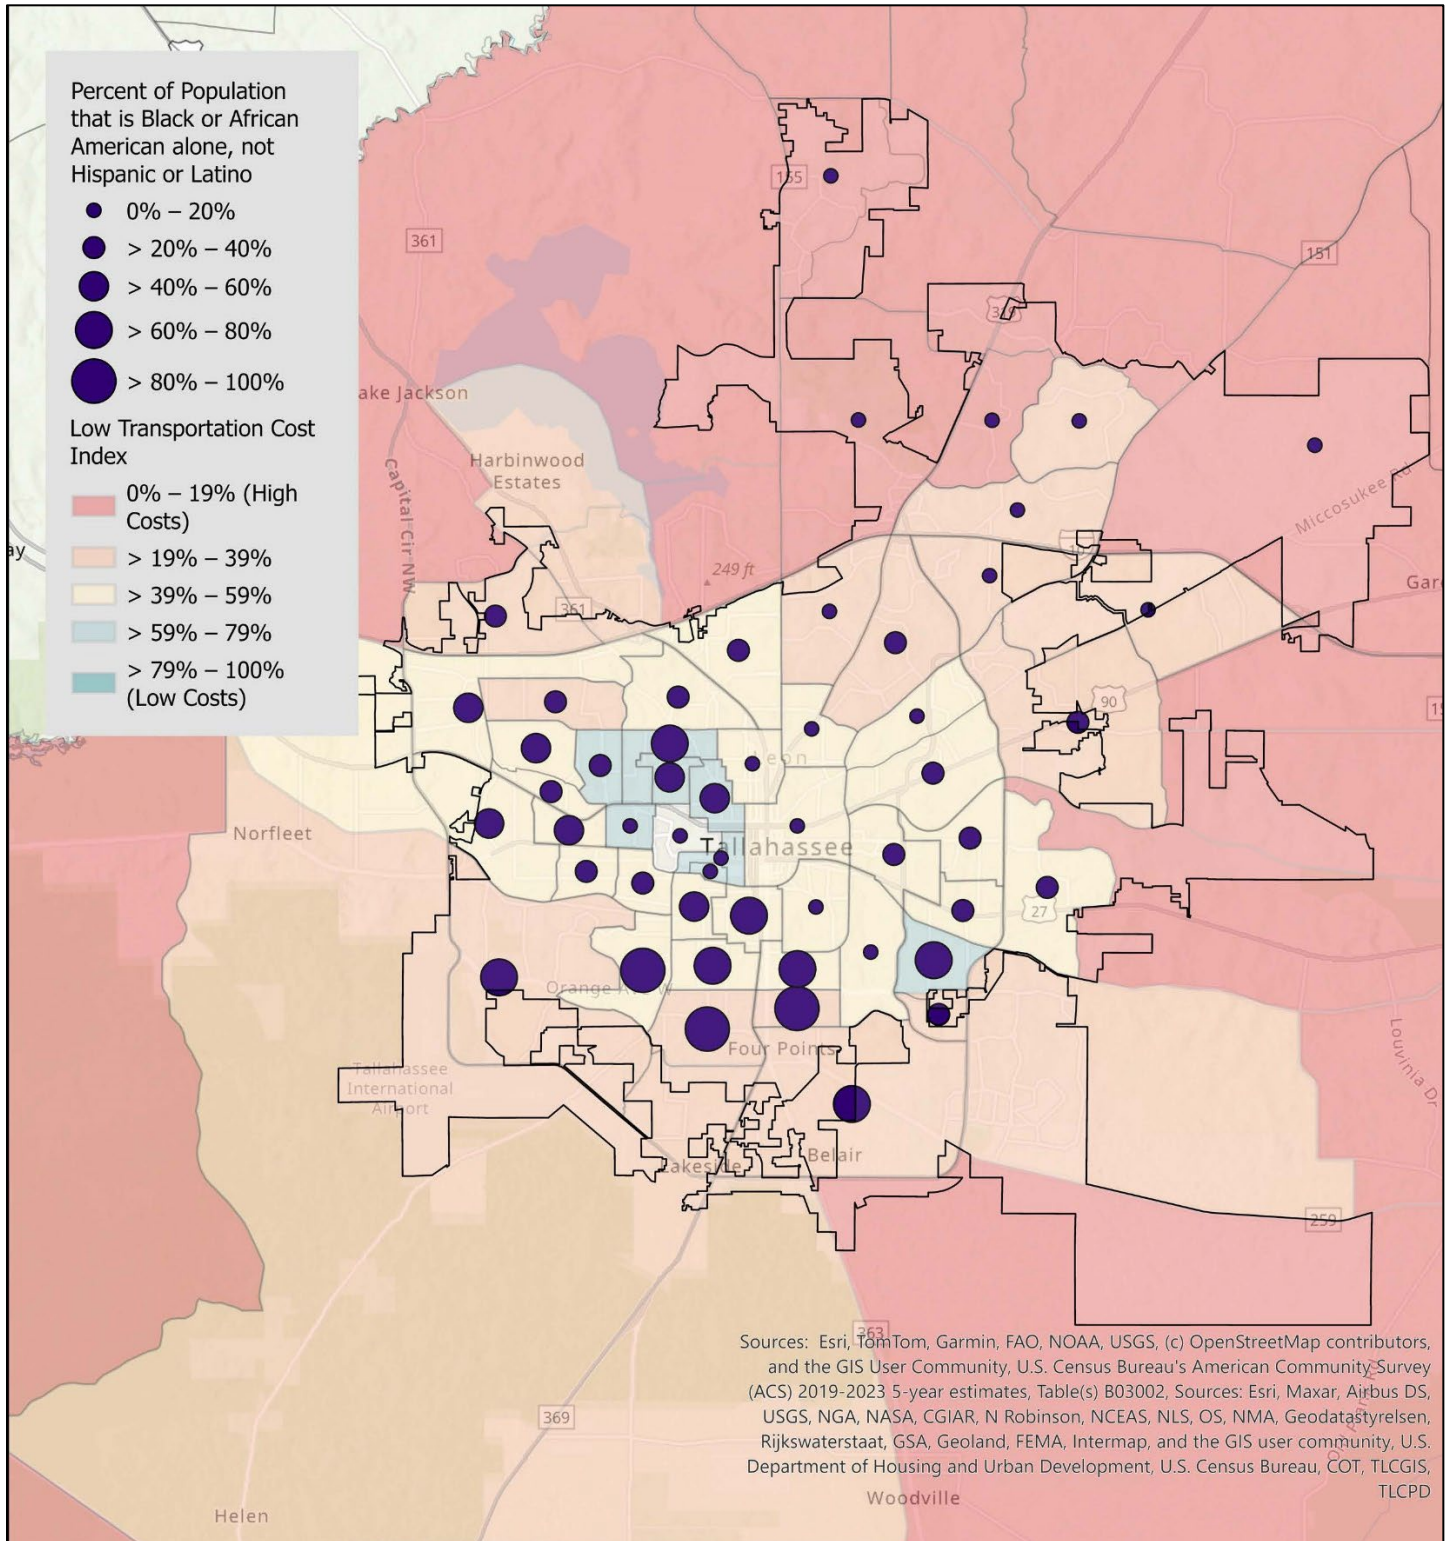 Percent of Population
that is Black or African
American alone, not
Hispanic or Latino
0% – 20%
> 20% – 40%
> 40% – 60%
> 60% – 80%
> 80% – 100%
Low Transportation Cost
Index
0% – 19% (High
Costs)
> 19% – 39%
> 39% – 59%
> 59% – 79%
> 79% – 100%
(Low Costs)
155
361
151
ake Jackson
Capital Cir NW
Harbinwood
Estates
Miccosukee Rd
ay
249 ft
10
361
Gar
90
Leon
Norfleet
Tallahassee
27
Orange
W
Four Points
Tallahassee
International
Airport
Louvinia Dr
Lakeside
Belair
259
363
369
Helen
Woodville
Sources: Esri, TomTom, Garmin, FAO, NOAA, USGS, (c) OpenStreetMap contributors,
and the GIS User Community, U.S. Census Bureau's American Community Survey
(ACS) 2019-2023 5-year estimates, Table(s) B03002, Sources: Esri, Maxar, Airbus DS,
USGS, NGA, NASA, CGIAR, N Robinson, NCEAS, NLS, OS, NMA, Geodatastyrelsen,
Rijkswaterstaat, GSA, Geoland, FEMA, Intermap, and the GIS user community, U.S.
Department of Housing and Urban Development, U.S. Census Bureau, COT, TLCGIS,
TLCPD